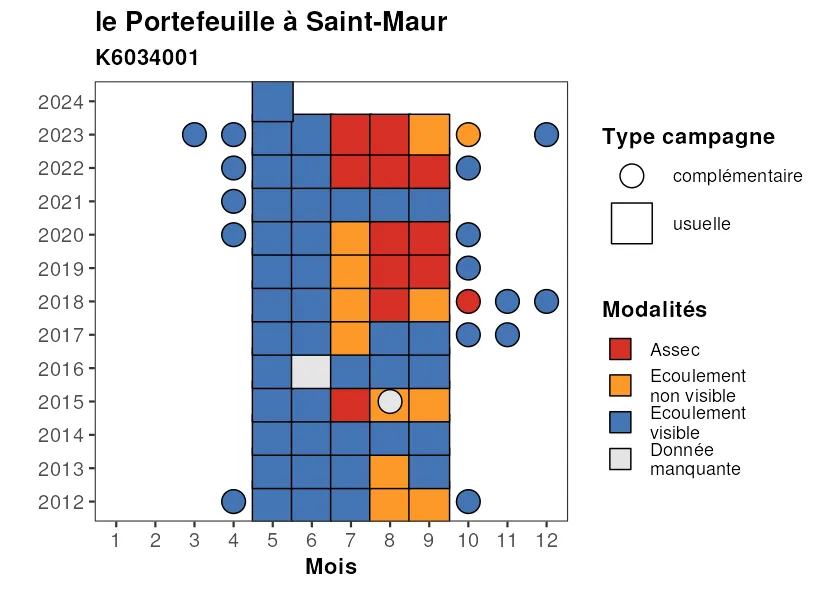 le Portefeuille à Saint-Maur
K6034001
2024
2023
2022
2021
2020
2019
2018
2017
2016
2015
2014
2013
2012
1 2 3 4 5 6 7 8 9 10 11 12
Mois
Type campagne
complémentaire
usuelle
Modalités
Assec
Ecoulement
non visible
Ecoulement
visible
Donnée
manquante